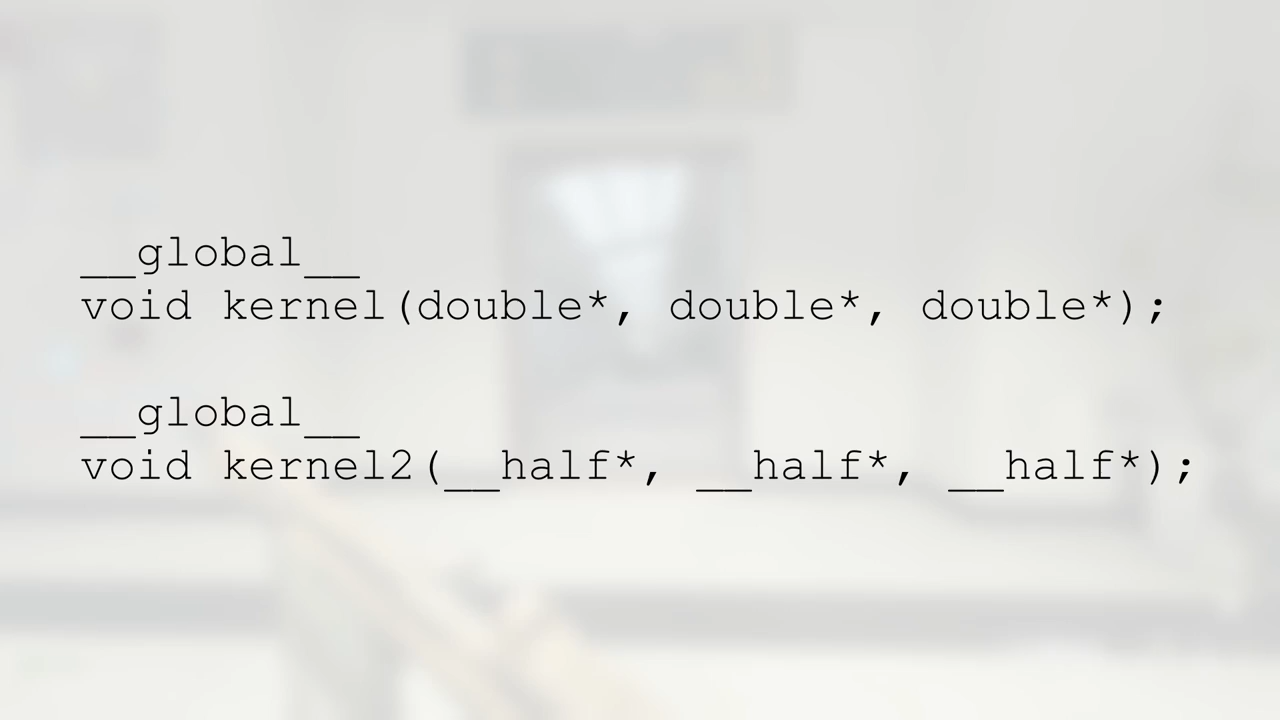 __global__
void kernel(double*, double*, double*);
__global__
void kernel2(__half*, __half*, __half*);